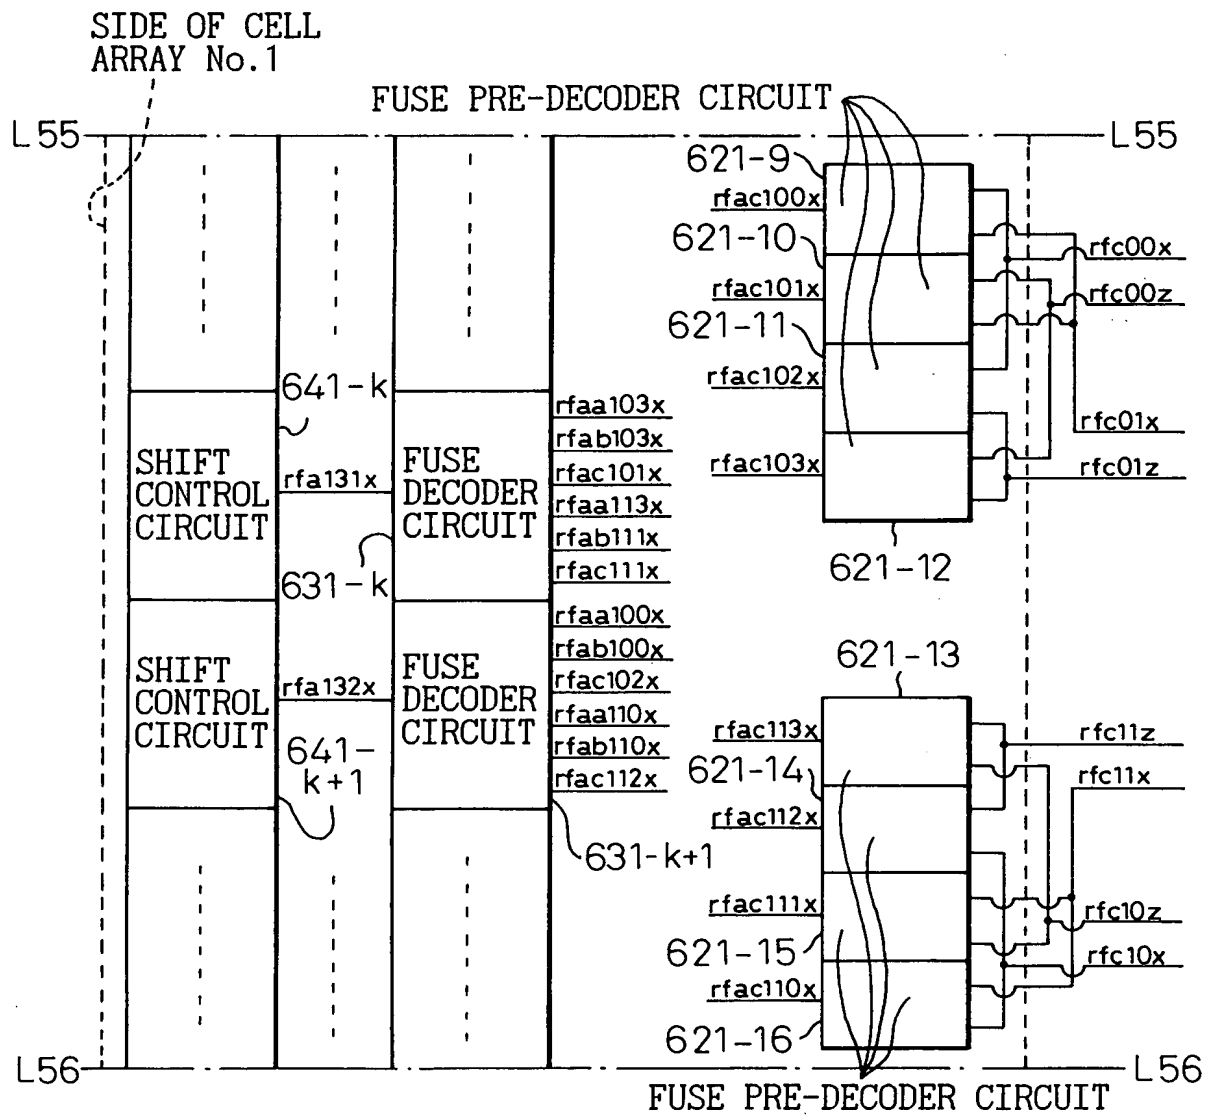 SIDE OF CELL
ARRAY No.1
FUSE PRE-DECODER CIRCUIT
L55
L55
621-9
rfac100x
621-10
rfac101x
621-11
rfac102x
rfac103x
621-12
rfc00x
rfc00z
rfc01x
rfc01z
641-k
SHIFT
CONTROL
CIRCUIT
rfa131x
631-k
FUSE
DECODER
CIRCUIT
rfaa103x
rfab103x
rfac101x
rfaa113x
rfab111x
rfac111x
SHIFT
CONTROL
CIRCUIT
rfa132x
641-
k+1
FUSE
DECODER
CIRCUIT
rfaa100x
rfab100x
rfac102x
rfaa110x
rfab110x
rfac112x
631-k+1
621-13
rfac113x
621-14
rfac112x
rfac111x
621-15
rfac110x
621-16
rfc11z
rfc11x
rfc10z
rfc10x
L56
L56
FUSE PRE-DECODER CIRCUIT